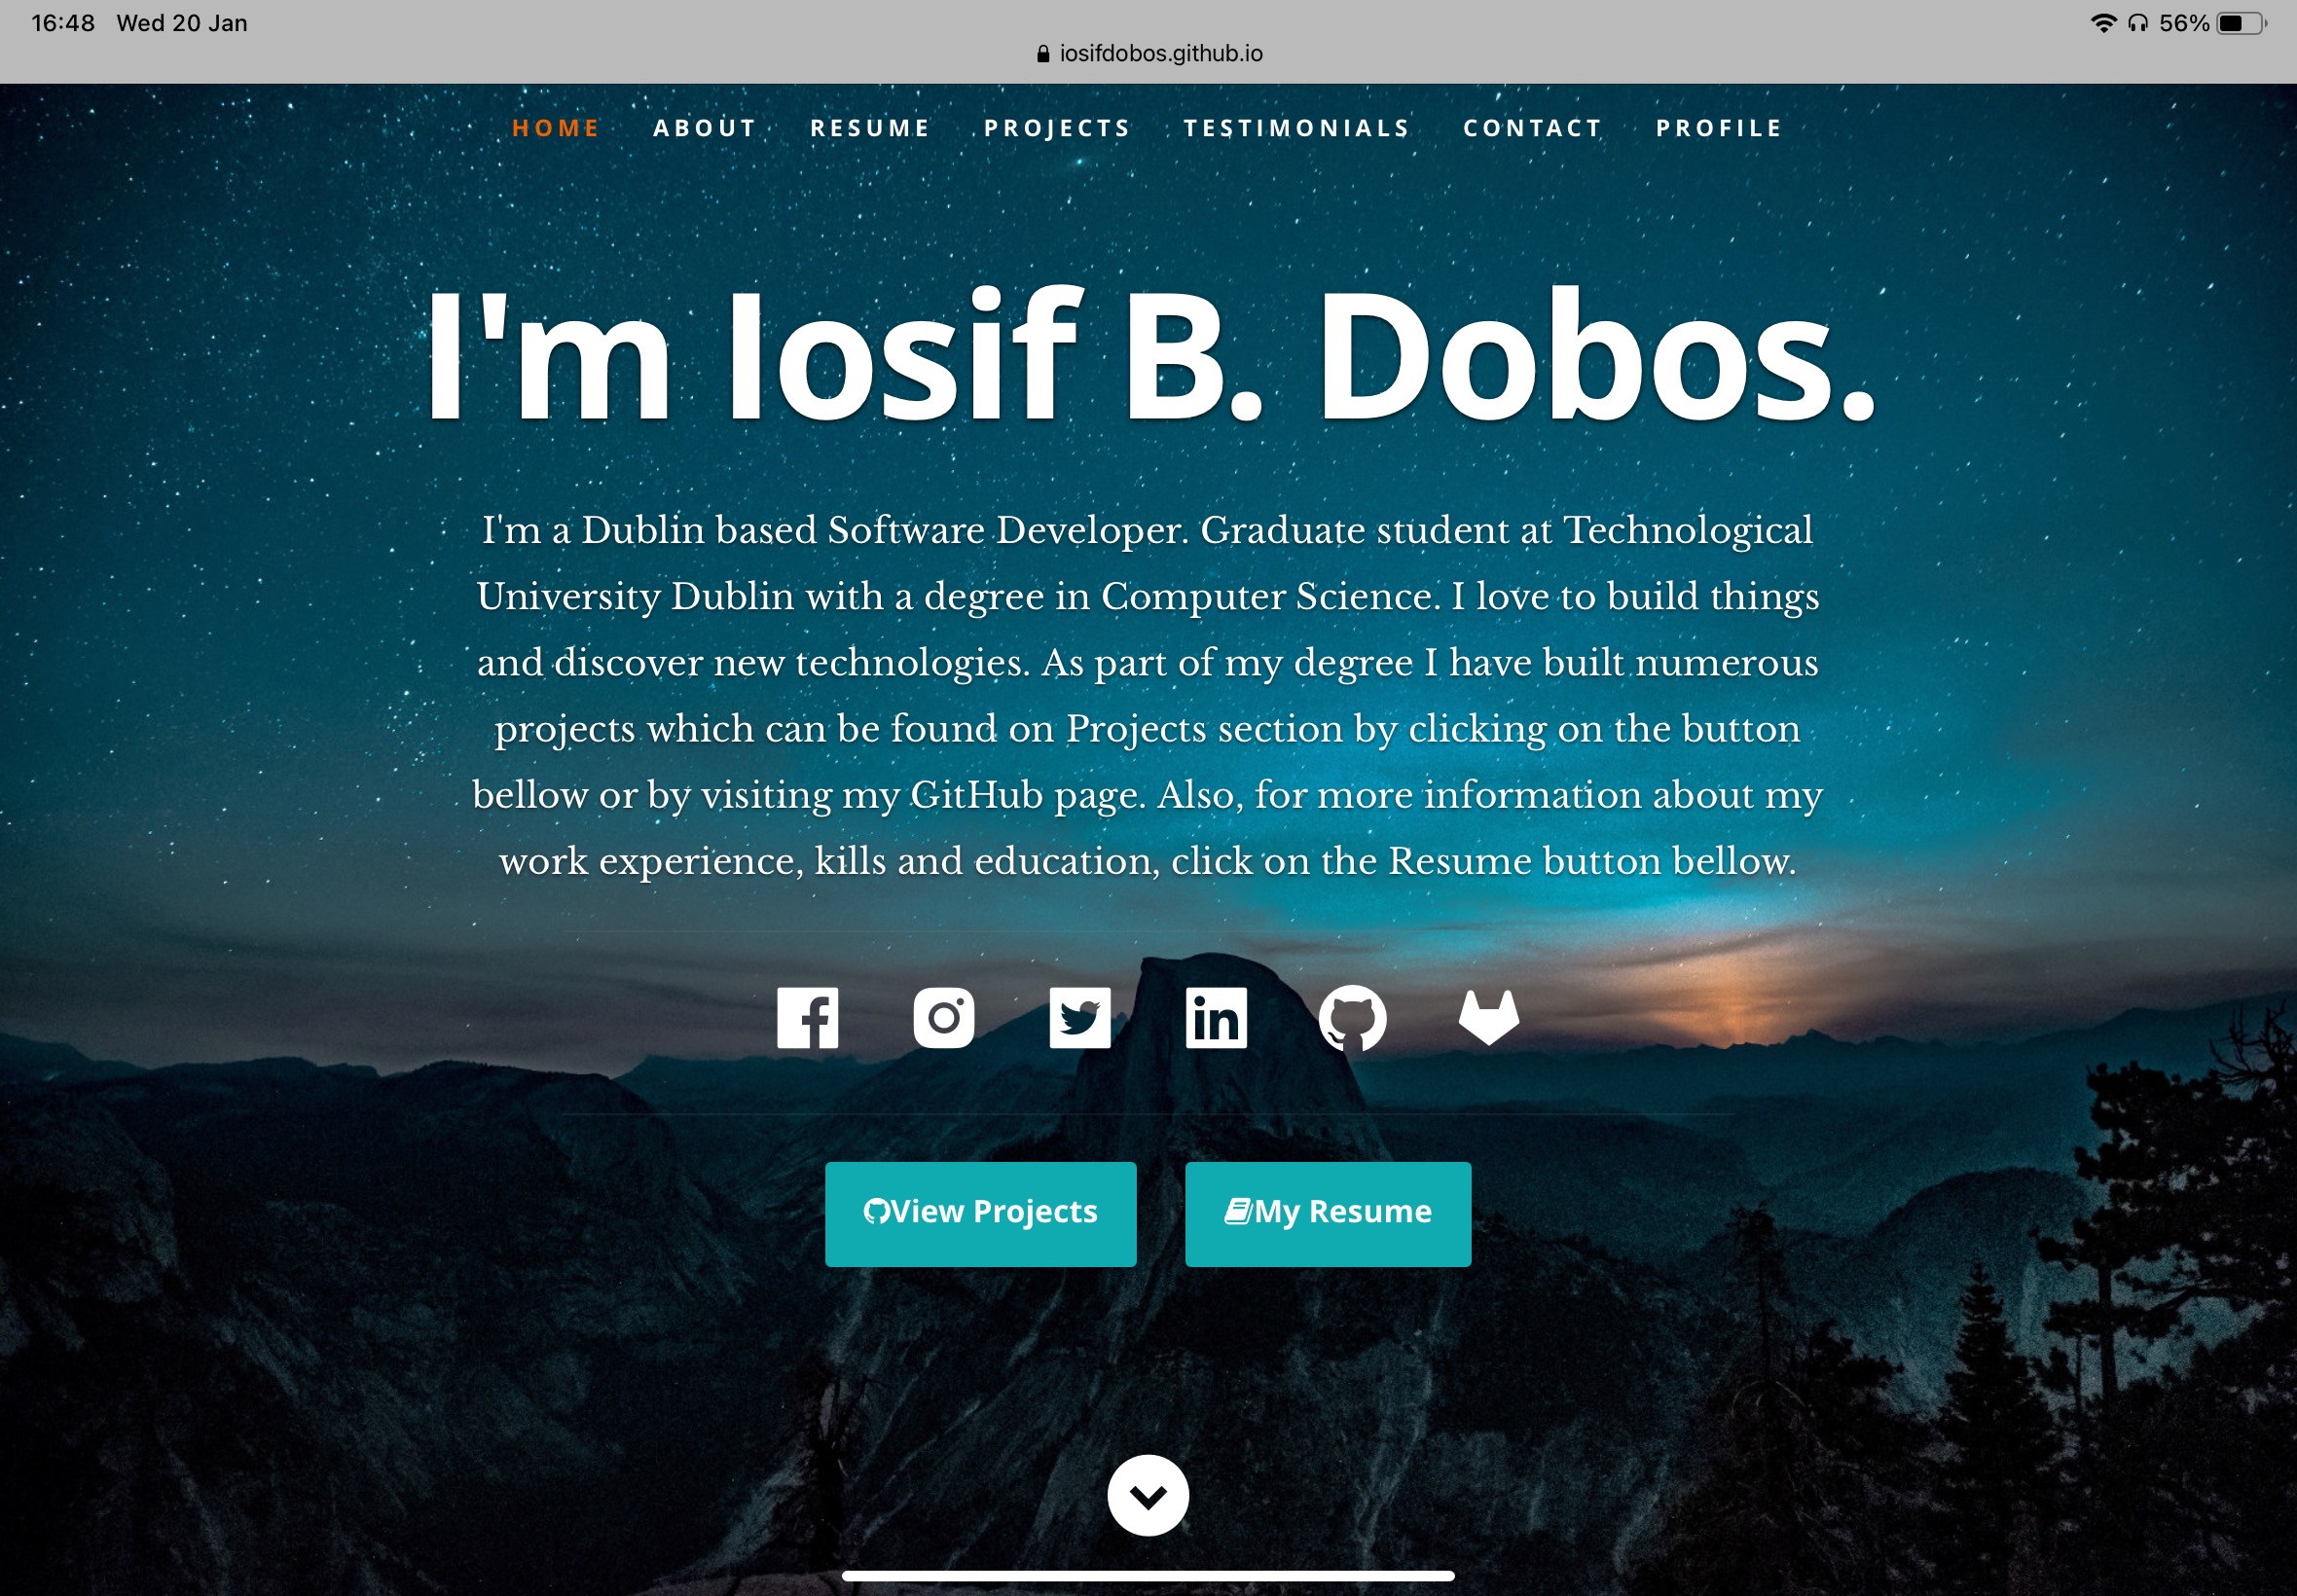 16:48 Wed 20 Jan
56%
iosifdobos.github.io
HOME ABOUT RESUME PROJECTS TESTIMONIALS CONTACT PROFILE
I'm Iosif B. Dobos.
I'm a Dublin based Software Developer. Graduate student at Technological
University Dublin with a degree in Computer Science. I love to build things
and discover new technologies. As part of my degree I have built numerous
projects which can be found on Projects section by clicking on the button
bellow or by visiting my GitHub page. Also, for more information about my
work experience, kills and education, click on the Resume button bellow.
View Projects My Resume